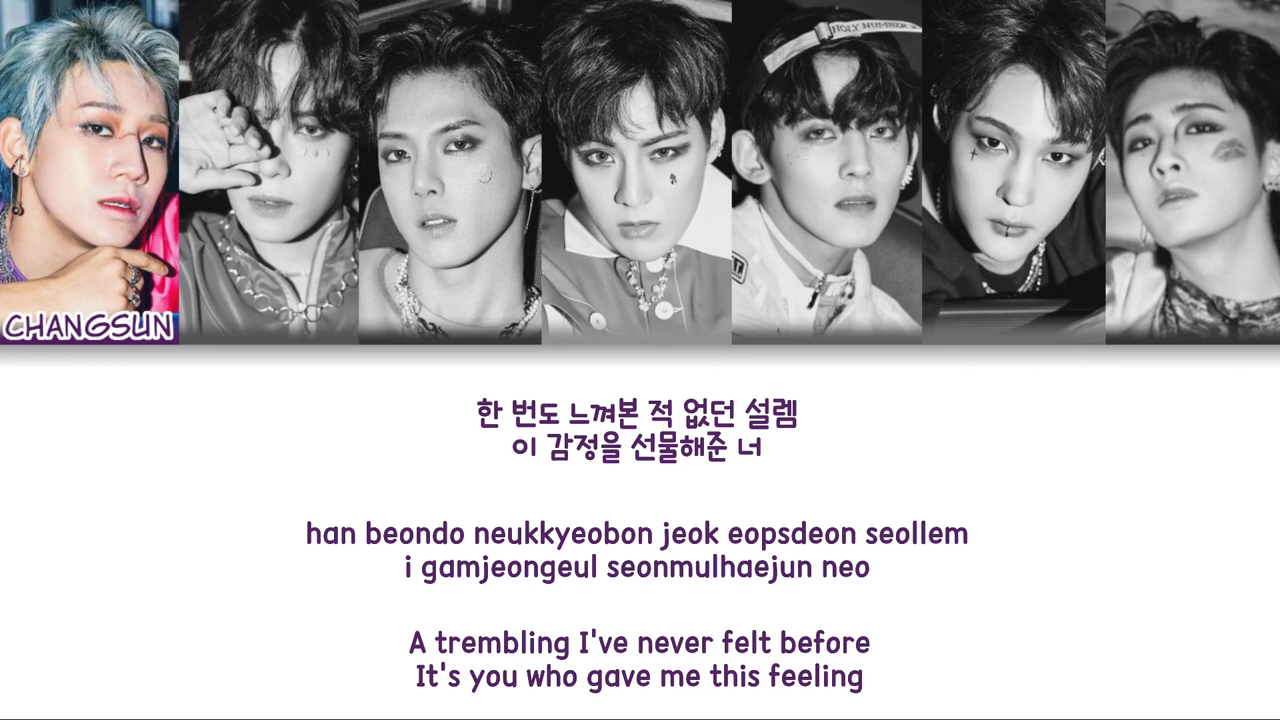 HOLY NUMBER
CHANGSUN
한 번도 느껴본 적 없던 설렘
이 감정을 선물해준 너
han beondo neukkyeobon jeok eopsdeon seollem
i gamjeongeul seonmulhaejun neo
A trembling I've never felt before
It's you who gave me this feeling